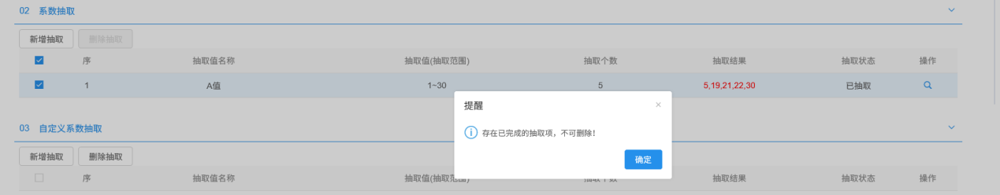 02 系数抽取
新增抽取 删除抽取
序 抽取值名称 抽取值(抽取范围) 抽取个数 抽取结果 抽取状态 操作
1 A值 1~30 5 5,19,21,22,30 已抽取
提醒 ×
存在已完成的抽取项，不可删除!
确定
03 自定义系数抽取
新增抽取 删除抽取
序 抽取值名称 抽取值(抽取范围) 抽取个数 抽取结果 抽取状态 操作